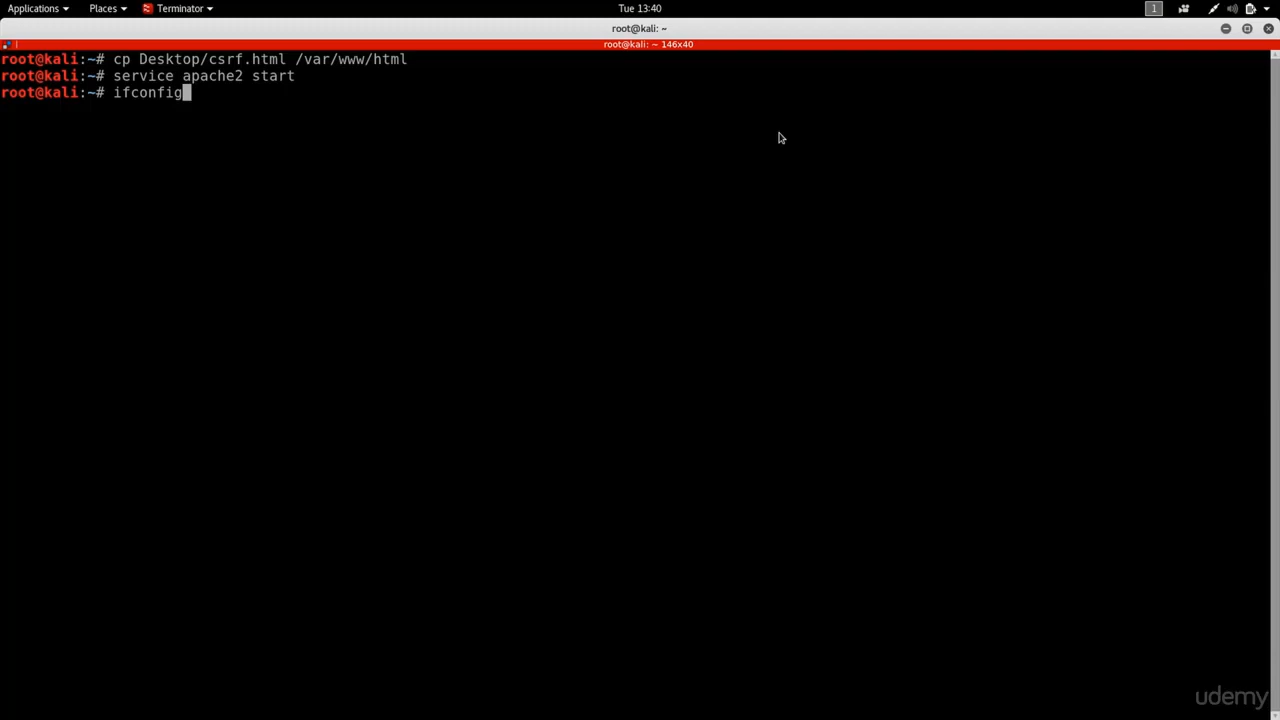 Applications Places Terminator Tue 13:40 1
root@kali: ~
root@kali: ~ 146x40
root@kali:~# cp Desktop/csrf.html /var/www/html
root@kali:~# service apache2 start
root@kali:~# ifconfig
udemy